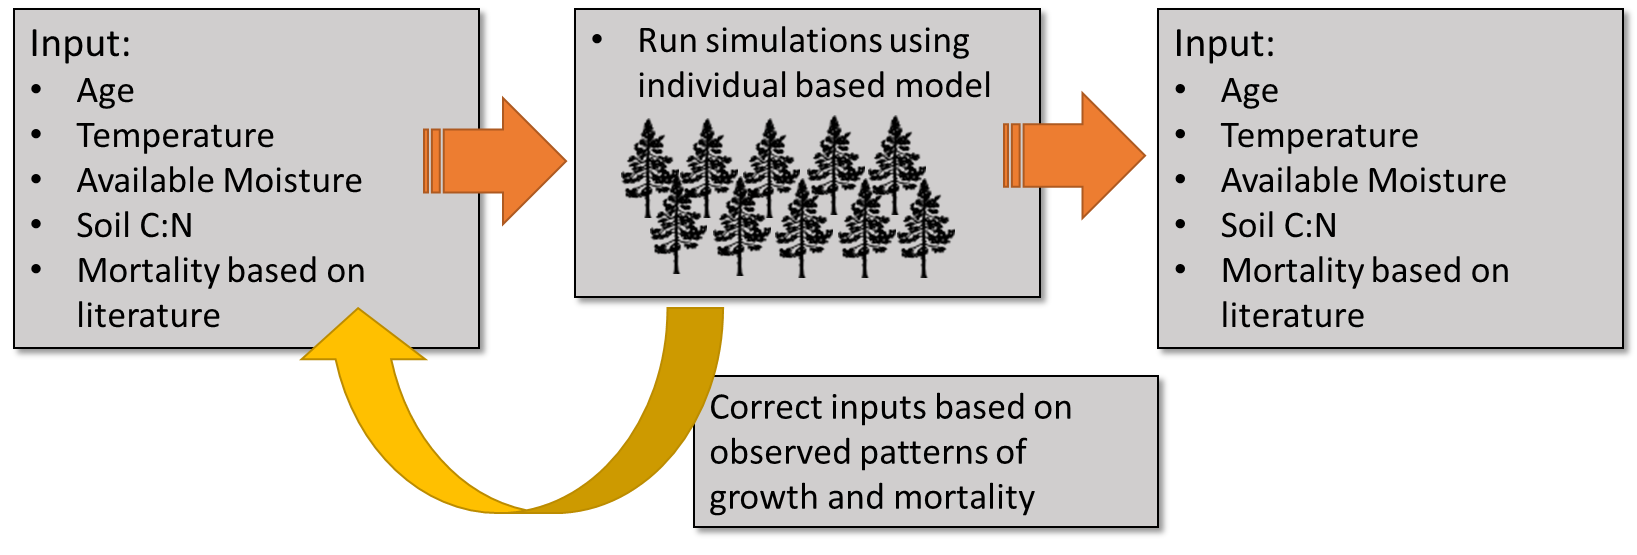 Input:
• Age
• Temperature
• Available Moisture
• Soil C:N
• Mortality based on
literature
• Run simulations using
individual based model
Input:
• Age
• Temperature
• Available Moisture
• Soil C:N
• Mortality based on
literature
Correct inputs based on
observed patterns of
growth and mortality